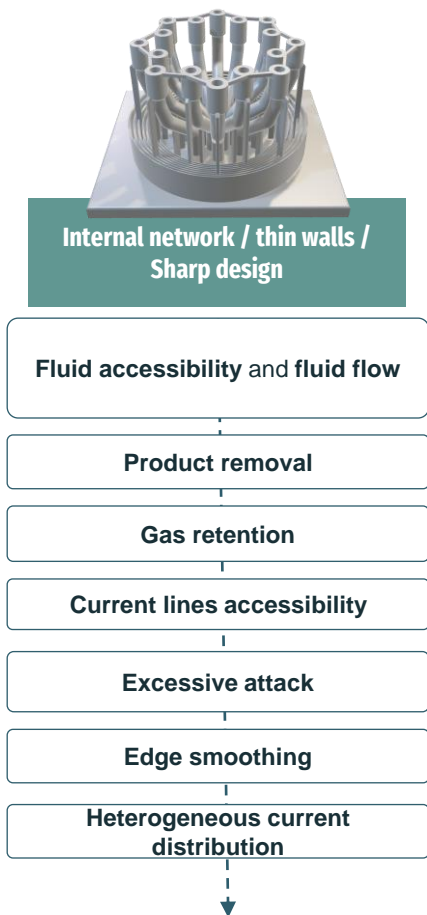 Internal network / thin walls /
Sharp design
Fluid accessibility and fluid flow
Product removal
Gas retention
Current lines accessibility
Excessive attack
Edge smoothing
Heterogeneous current
distribution